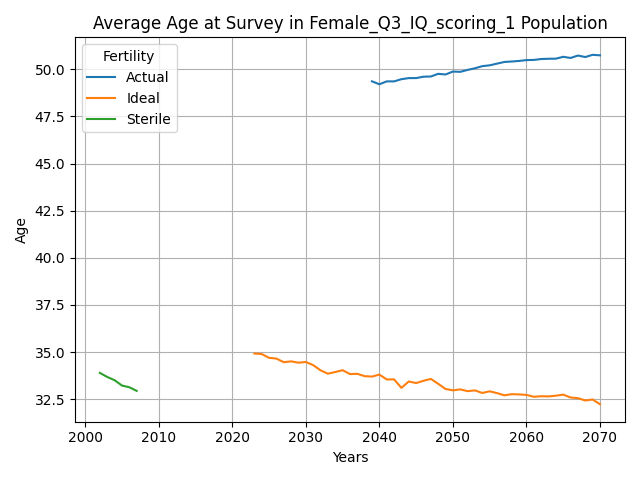 Average Age at Survey in Female_Q3_IQ_scoring_1 Population
Fertility
Actual
Ideal
Sterile
Age
50.0
47.5
45.0
42.5
40.0
37.5
35.0
32.5
2000 2010 2020 2030 2040 2050 2060 2070
Years